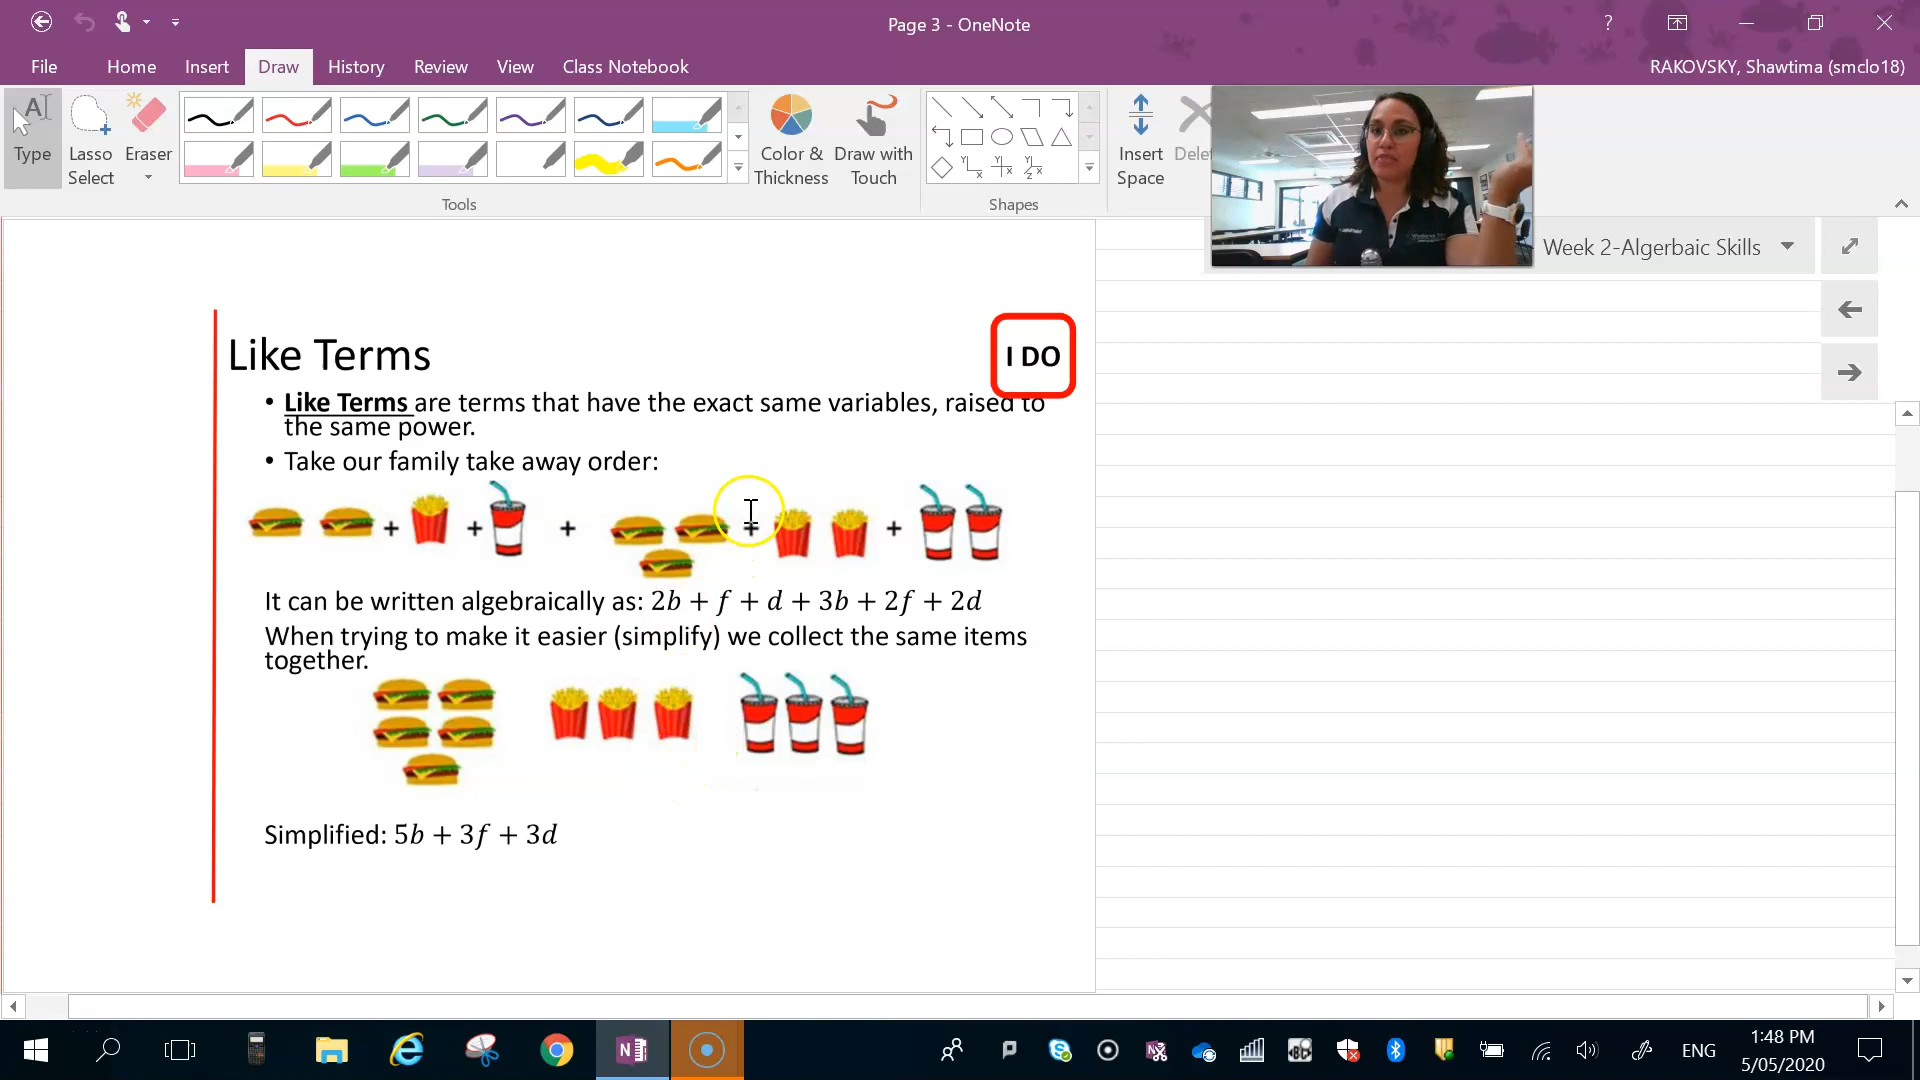 Page 3 - OneNote
?
File Home Insert Draw History Review View Class Notebook
RAKOVSKY, Shawtima (smclo18)
Type
Lasso Select
Eraser
Color & Thickness
Draw with Touch
Insert Space
Delet
Tools
Shapes
Week 2-Algerbaic Skills
Like Terms
I DO
• Like Terms are terms that have the exact same variables, raised to
the same power.
• Take our family take away order:
+ + + + +
It can be written algebraically as: 2b + f + d + 3b + 2f + 2d
When trying to make it easier (simplify) we collect the same items
together.
Simplified: 5b + 3f + 3d
ENG
1:48 PM
5/05/2020